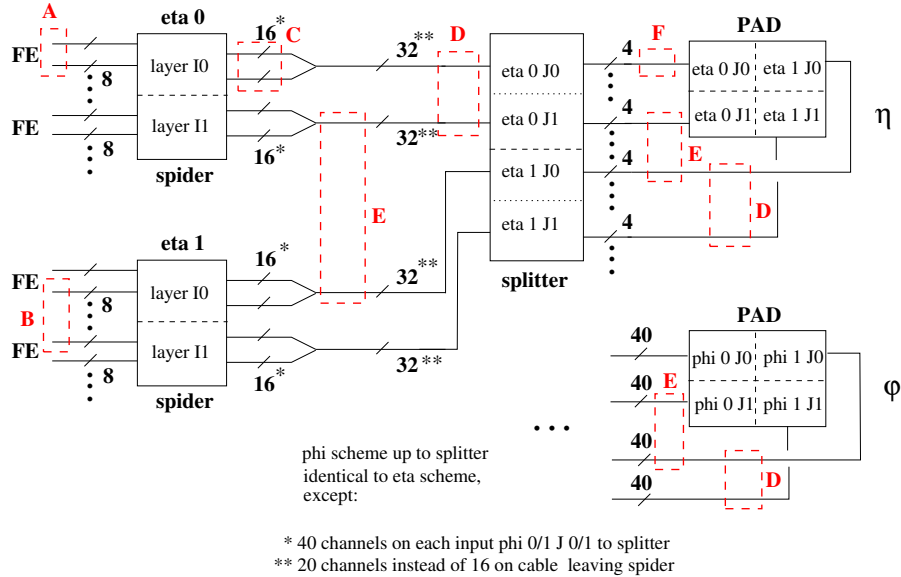 A
eta 0
16*
C
32**
D
F
PAD
FE
8
layer I0
layer I1
FE
8
16*
spider
32**
E
eta 0 J0
eta 0 J1
eta 1 J0
eta 1 J1
splitter
4
4
4
4
E
D
eta 0 J0
eta 1 J0
eta 0 J1
eta 1 J1
η
eta 1
16*
32**
FE
8
B
layer I0
layer I1
FE
8
16*
spider
32**
PAD
40
40
40
40
E
D
phi 0 J0
phi 1 J0
phi 0 J1
phi 1 J1
φ
phi scheme up to splitter
identical to eta scheme,
except:
* 40 channels on each input phi 0/1 J 0/1 to splitter
** 20 channels instead of 16 on cable leaving spider